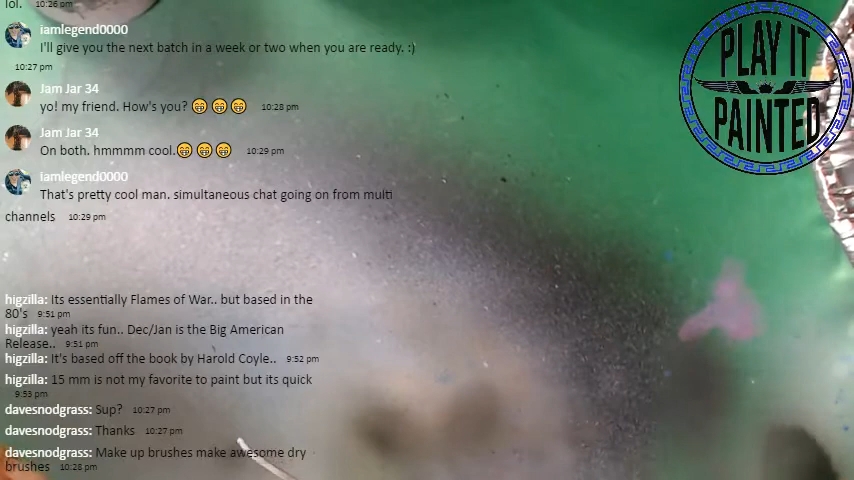 lol. 10:26 pm
iamlegend0000
I'll give you the next batch in a week or two when you are ready. :)
10:27 pm
Jam Jar 34
yo! my friend. How's you? 😁 😁 😁 10:28 pm
Jam Jar 34
On both. hmmmm cool.😁 😁 😁 10:29 pm
iamlegend0000
That's pretty cool man. simultaneous chat going on from multi
channels 10:29 pm
higzilla: Its essentially Flames of War.. but based in the
80's 9:51 pm
higzilla: yeah its fun.. Dec/Jan is the Big American
Release.. 9:51 pm
higzilla: It's based off the book by Harold Coyle.. 9:52 pm
higzilla: 15 mm is not my favorite to paint but its quick
9:53 pm
davesnodgrass: Sup? 10:27 pm
davesnodgrass: Thanks 10:27 pm
davesnodgrass: Make up brushes make awesome dry
brushes 10:28 pm
PLAY IT
PAINTED